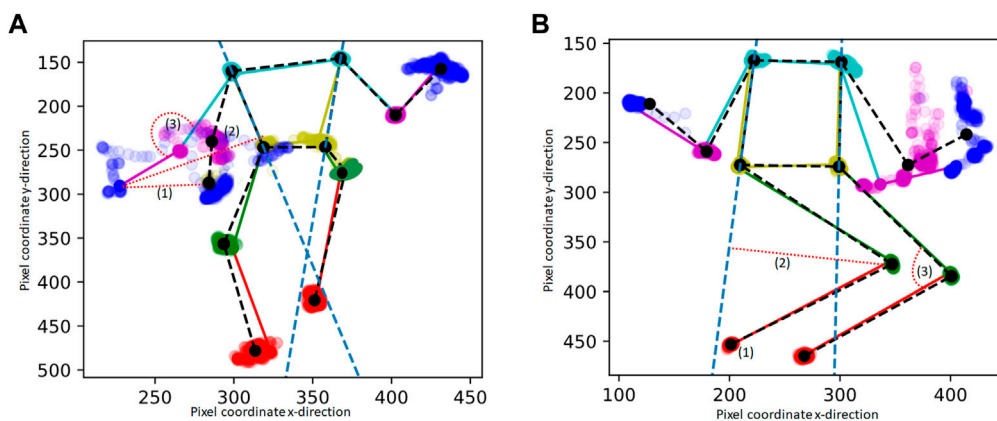 A
150
200
250
300
350
400
450
500
Pixel coordinate y-direction
(3)
(2)
(1)
250 300 350 400 450
Pixel coordinate x-direction
B
150
200
250
300
350
400
450
Pixel coordinate y-direction
(2)
(3)
(1)
100 200 300 400
Pixel coordinate x-direction